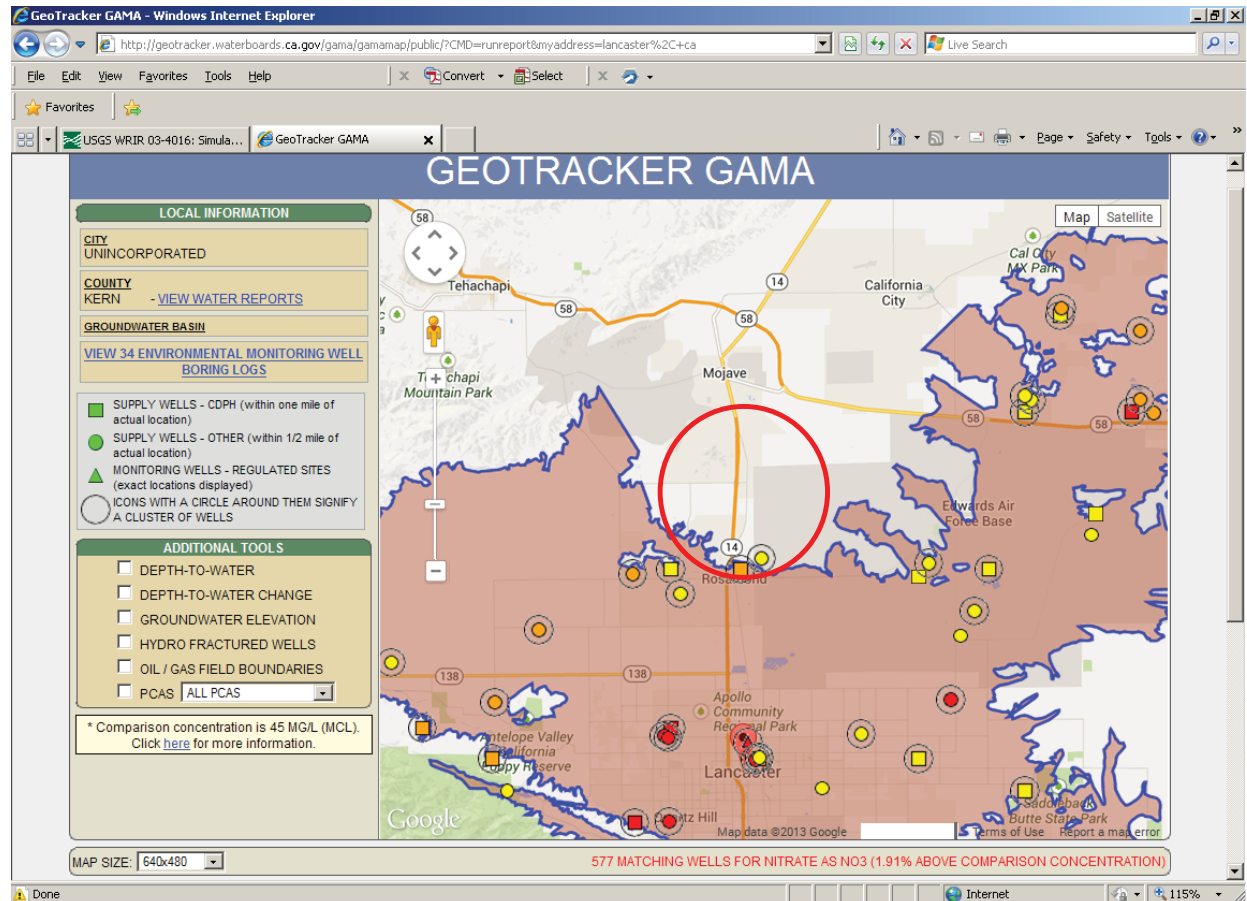 GeoTracker GAMA - Windows Internet Explorer
http://geotracker.waterboards.ca.gov/gama/gamamap/public/?CMD=runreport&myaddress=lancaster%2C+ca
Live Search
File Edit View Favorites Tools Help
x Convert Select x
Favorites
USGS WRIR 03-4016: Simula...
GeoTracker GAMA
Page Safety Tools
GEOTRACKER GAMA
LOCAL INFORMATION
CITY
UNINCORPORATED
COUNTY
KERN - VIEW WATER REPORTS
GROUNDWATER BASIN
VIEW 34 ENVIRONMENTAL MONITORING WELL
BORING LOGS
SUPPLY WELLS - CDPH (within one mile of
actual location)
SUPPLY WELLS - OTHER (within 1/2 mile of
actual location)
MONITORING WELLS - REGULATED SITES
(exact locations displayed)
ICONS WITH A CIRCLE AROUND THEM SIGNIFY
A CLUSTER OF WELLS
ADDITIONAL TOOLS
DEPTH-TO-WATER
DEPTH-TO-WATER CHANGE
GROUNDWATER ELEVATION
HYDRO FRACTURED WELLS
OIL / GAS FIELD BOUNDARIES
PCAS ALL PCAS
* Comparison concentration is 45 MG/L (MCL).
Click here for more information.
Map Satellite
58
Cal City
MX Park
Tehachapi
14
California
City
58
58
Mojave
Mountain Park
58
58
Edwards Air
Force Base
14
Rosamond
138
138
Apollo
Community
Regional Park
Antelope Valley
California
Poppy Reserve
Lancaster
Saddleback
Butte State Park
Google
Quartz Hill
Map data ©2013 Google
Terms of Use
Report a map error
MAP SIZE: 640x480
577 MATCHING WELLS FOR NITRATE AS NO3 (1.91% ABOVE COMPARISON CONCENTRATION)
Done
Internet
115%